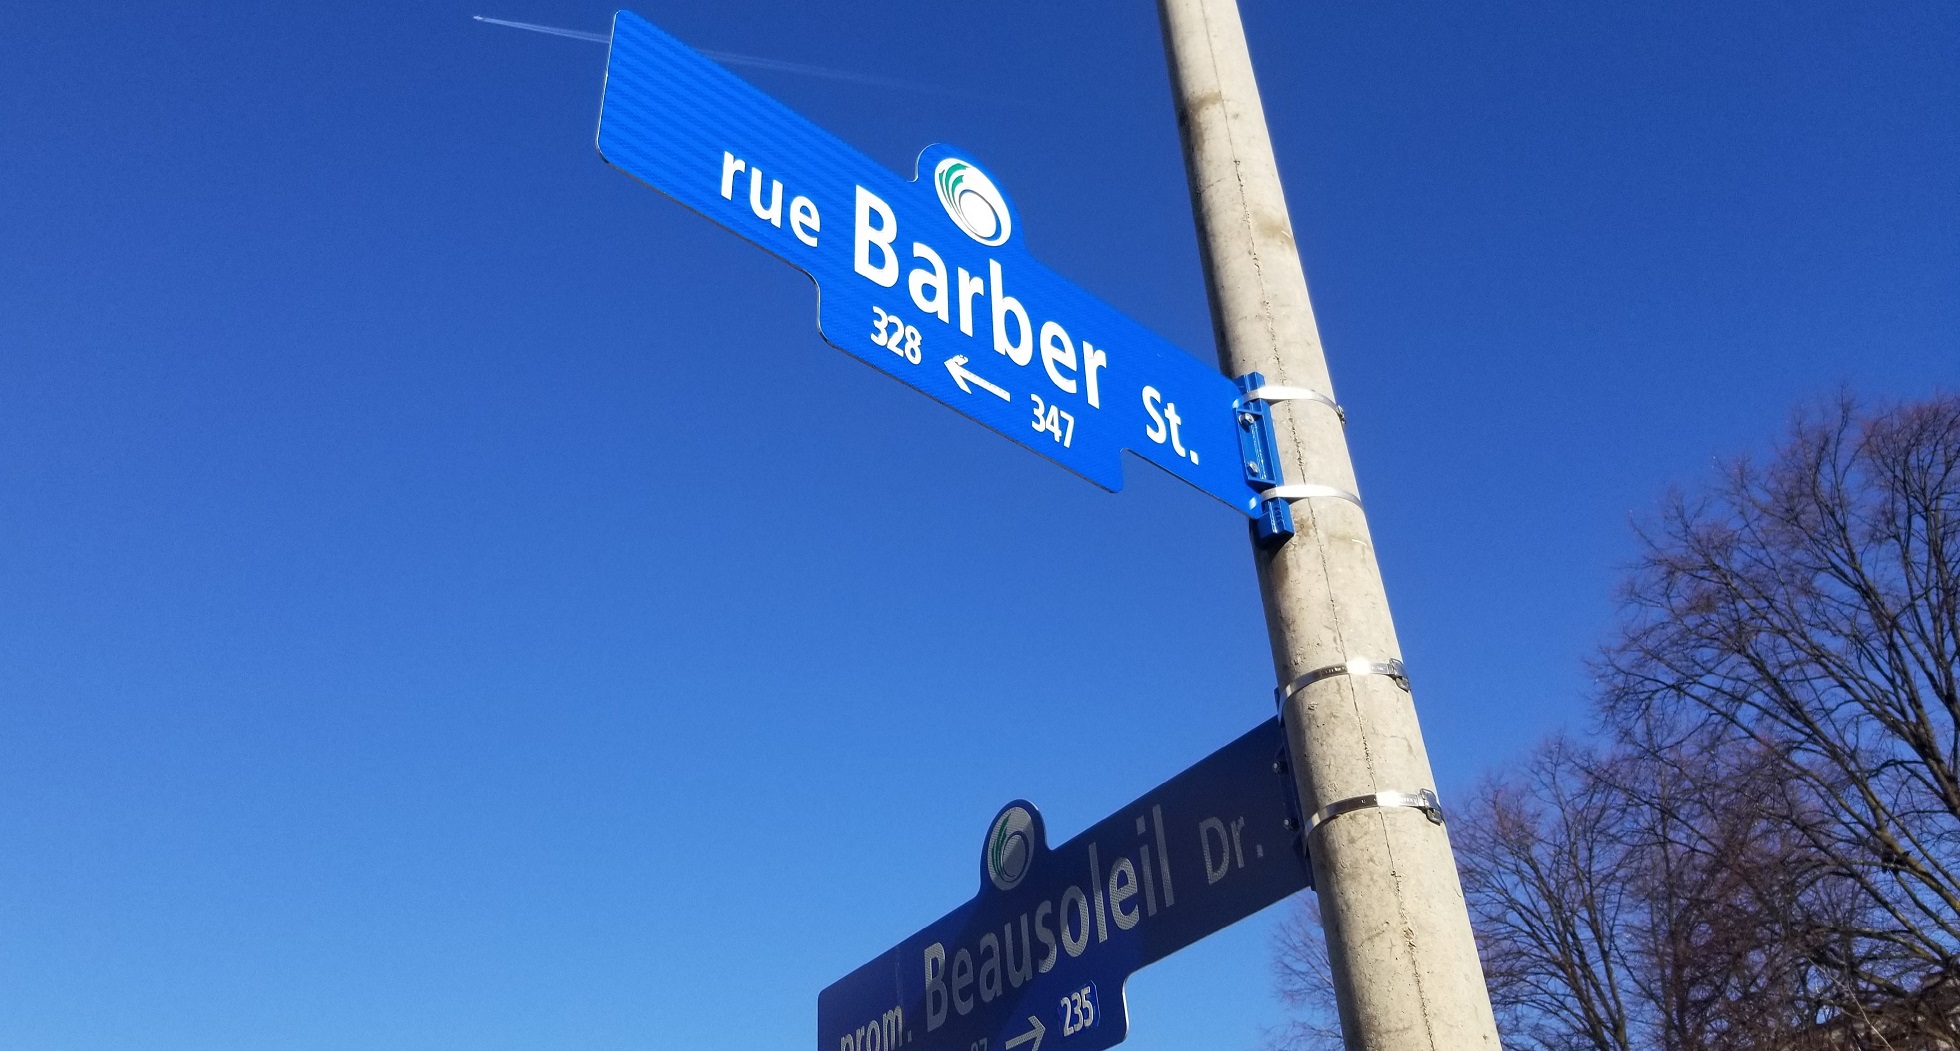 rue Barber St.
328 ← 347
prom. Beausoleil Dr.
→ 235